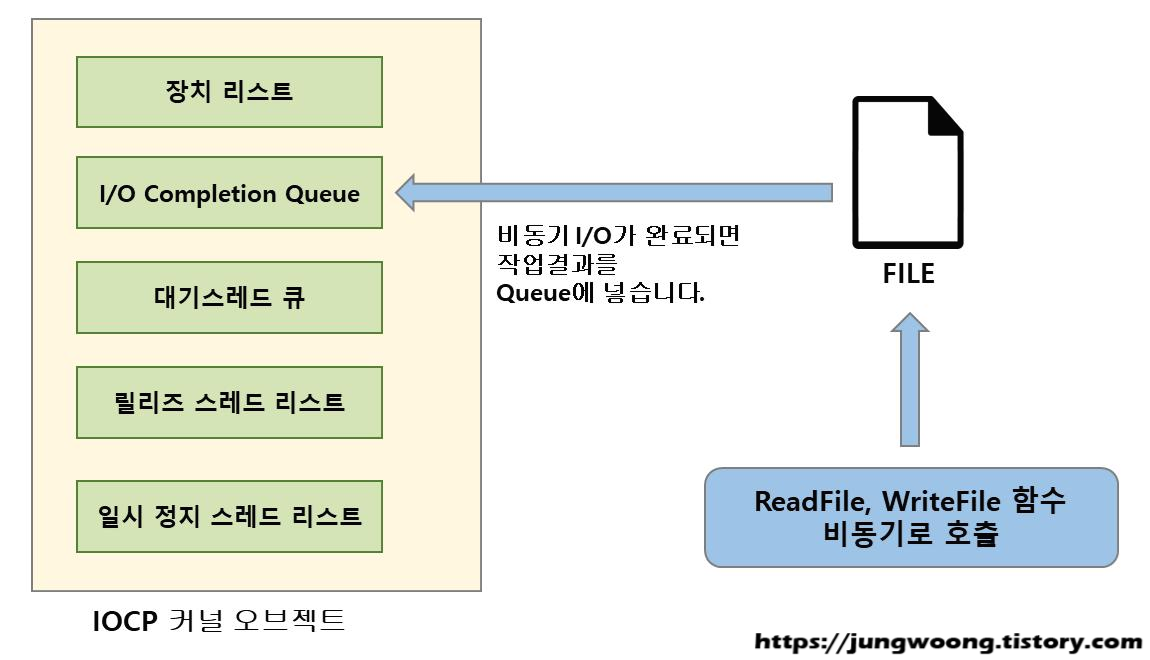 장치 리스트
I/O Completion Queue
대기스레드 큐
릴리즈 스레드 리스트
일시 정지 스레드 리스트
IOCP 커널 오브젝트
비동기 I/O가 완료되면
작업결과를
Queue에 넣습니다.
FILE
ReadFile, WriteFile 함수
비동기로 호출
https://jungwoong.tistory.com